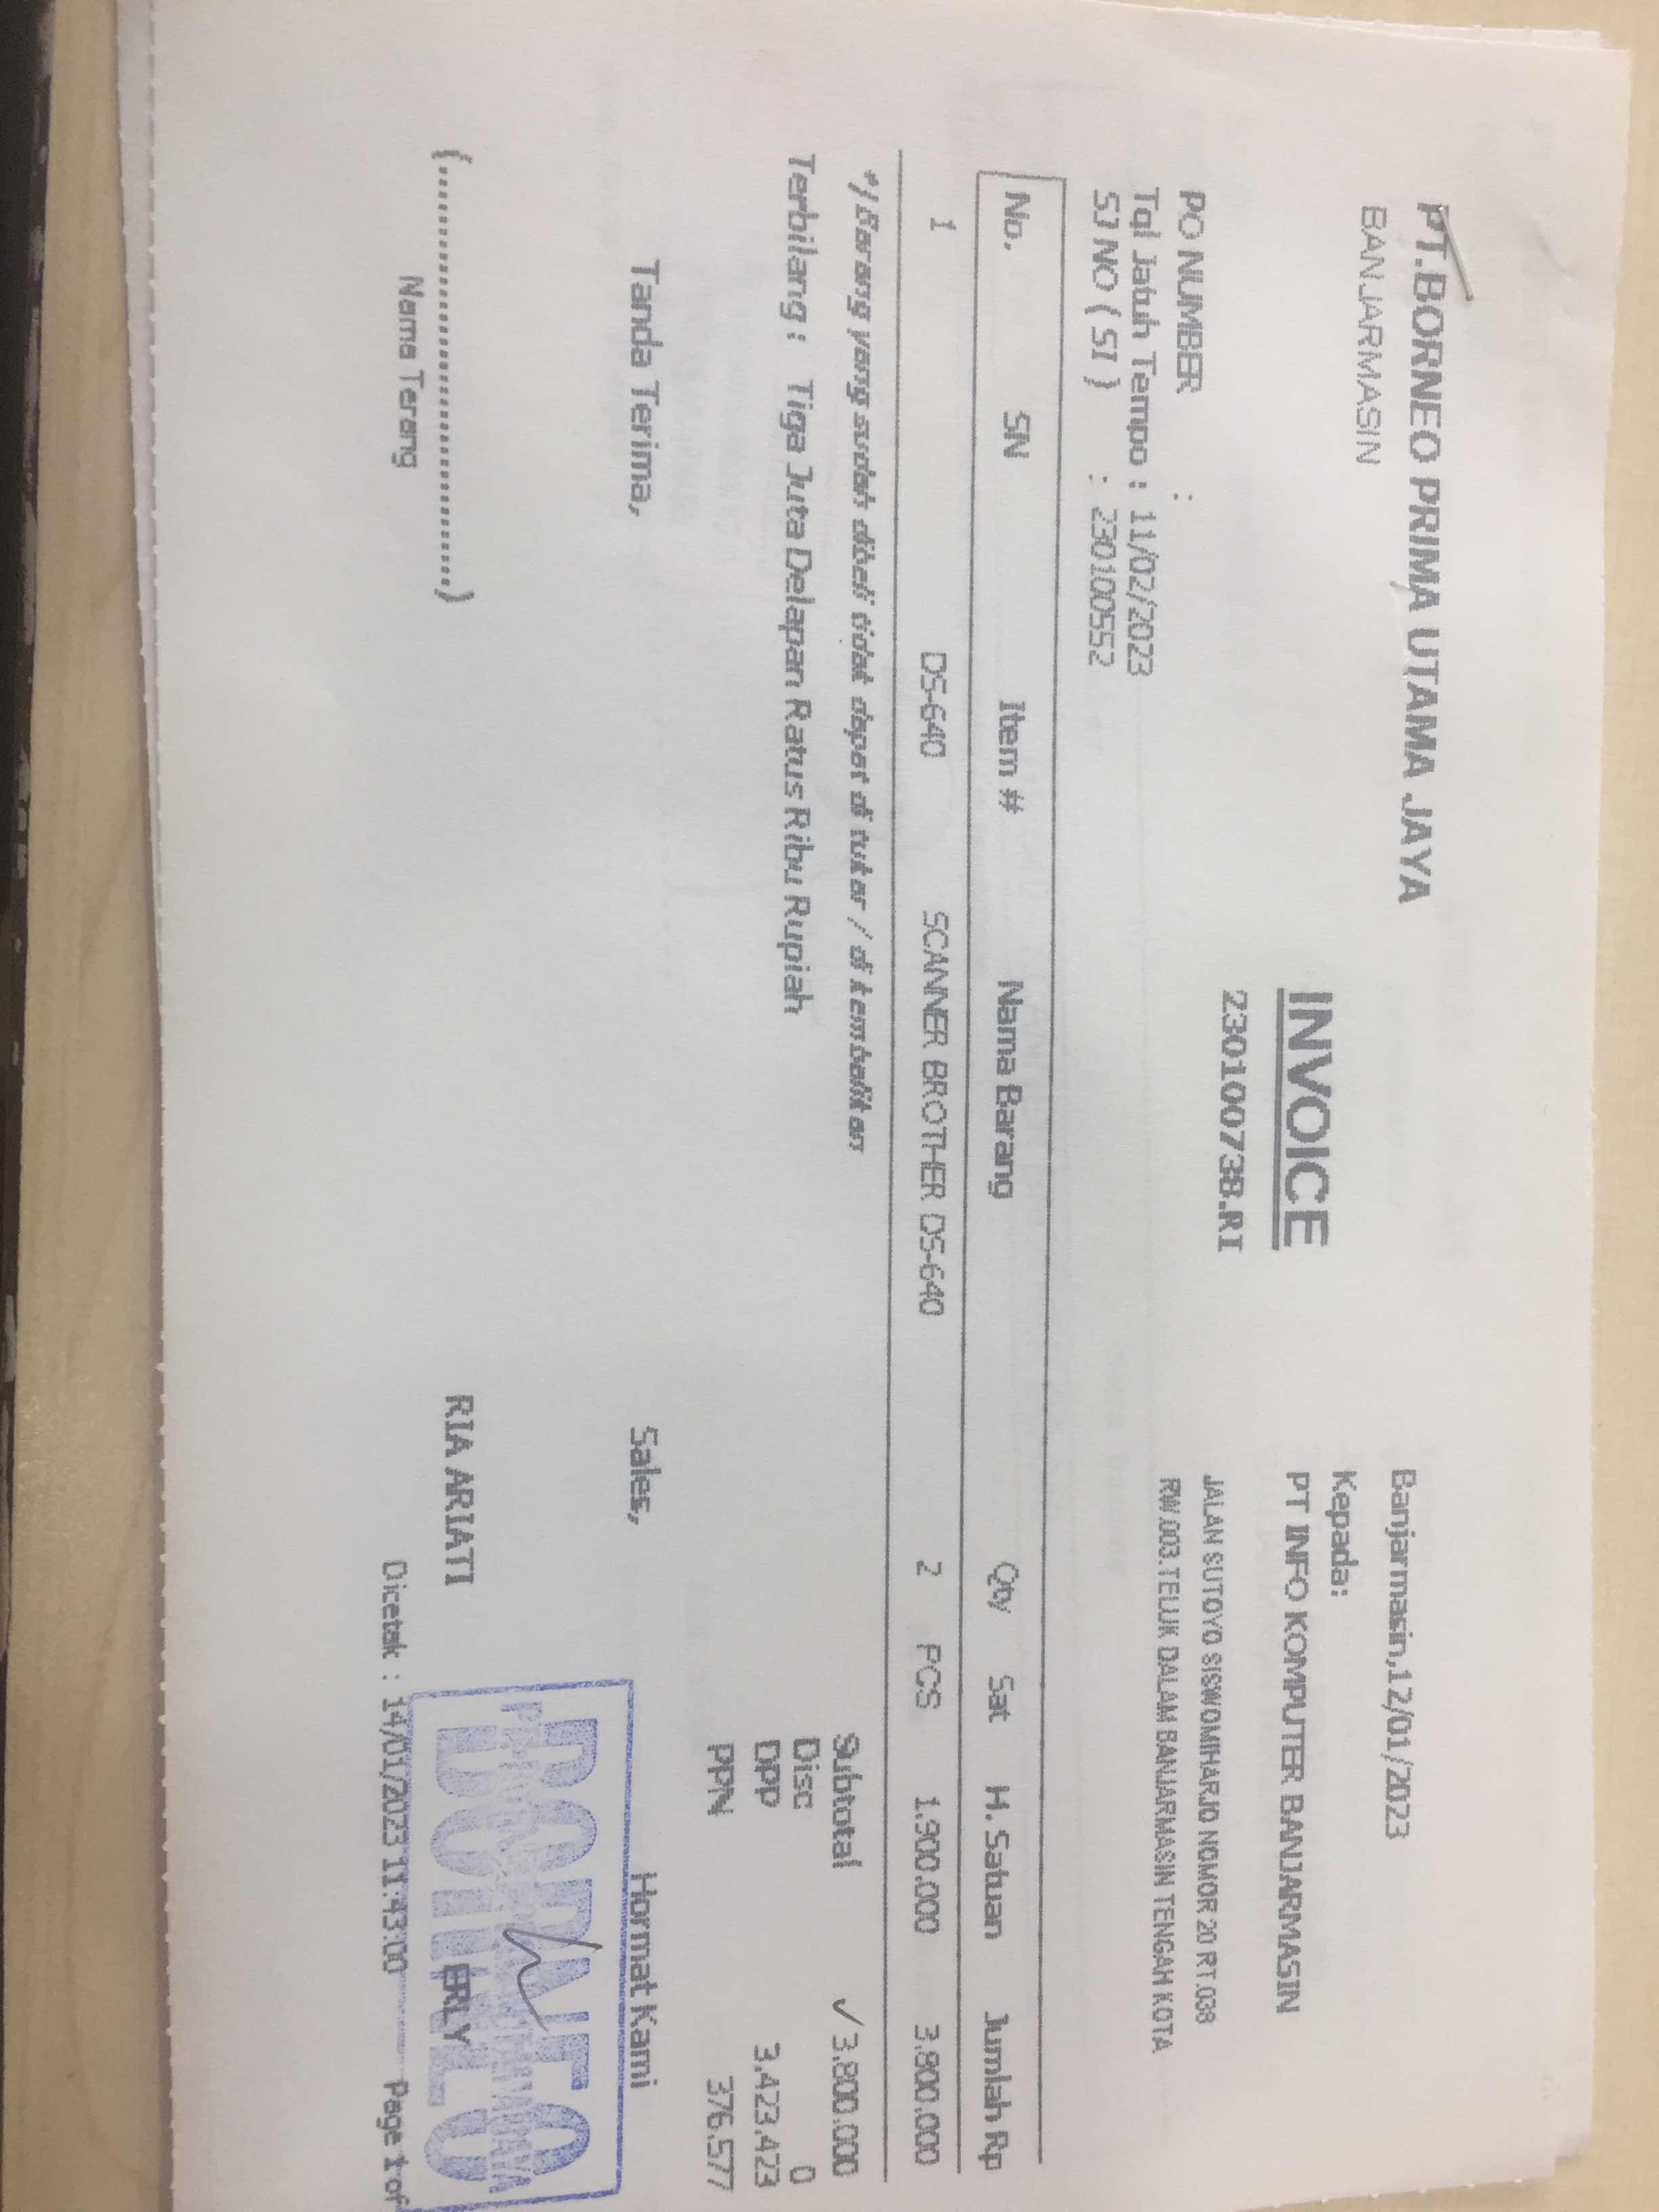 PT.BORNEO PRIMA UTAMA JAYA
BANJARMASIN
Banjarmasin,12/01/2023
Kepada:
PT INFO KOMPUTER BANJARMASIN
JALAN SUTOYO SISWOMIHARJO NOMOR 20 RT.038
RW.003.TELUK DALAM BANJARMASIN TENGAH KOTA
INVOICE
23010073B.RI
PO NUMBER :
Tgl Jatuh Tempo : 11/02/2023
SJ NO ( SI ) : 230100552
No. SN Item # Nama Barang Qty Sat H. Satuan Jumlah Rp
1 DS-640 SCANNER BROTHER DS-640 2 PCS 1.900.000 3.800.000
*/Barang yang sudah dibeli tidak dapat di tukar / di kembalikan
Subtotal 3.800.000
Disc 0
Terbilang : Tiga Juta Delapan Ratus Ribu Rupiah
DPP 3.423.423
PPN 376.577
Tanda Terima,
Sales,
Hormat Kami
BORNEO
(............................................)
RIA ARIATI
ERLY
Nama Terang
Dicetak : 14/01/2023 11:43:00 Page 1 of